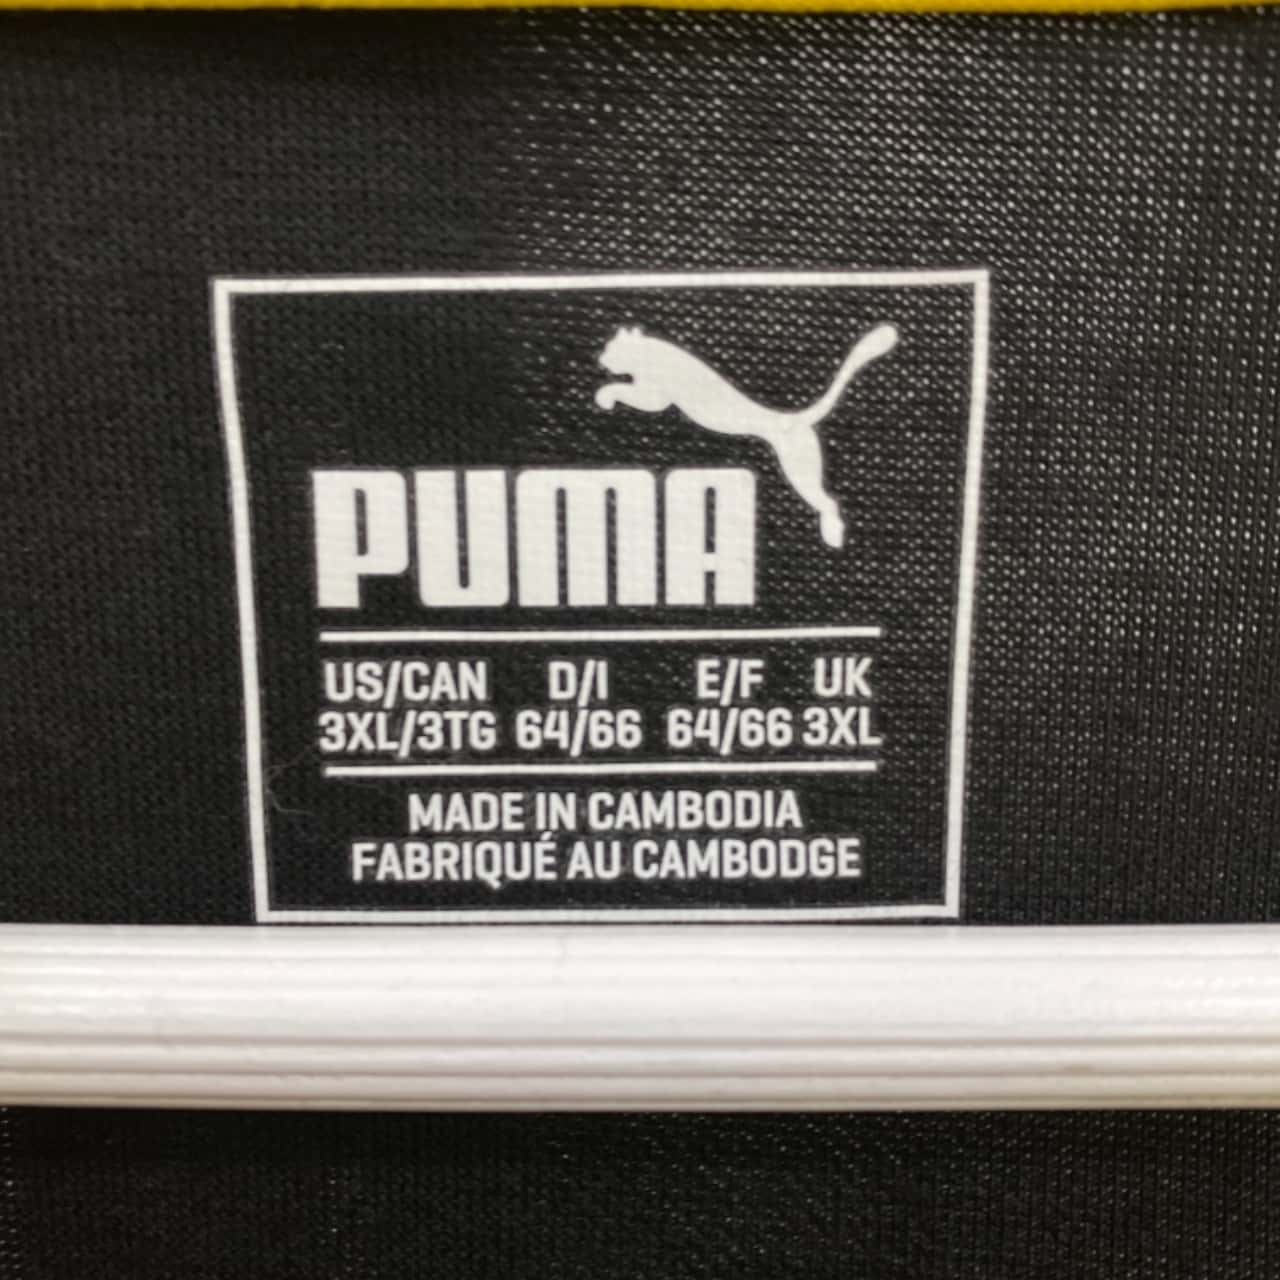 PUMA
US/CAN D/I E/F UK
3XL/3TG 64/66 64/66 3XL
MADE IN CAMBODIA
FABRIQUÉ AU CAMBODGE